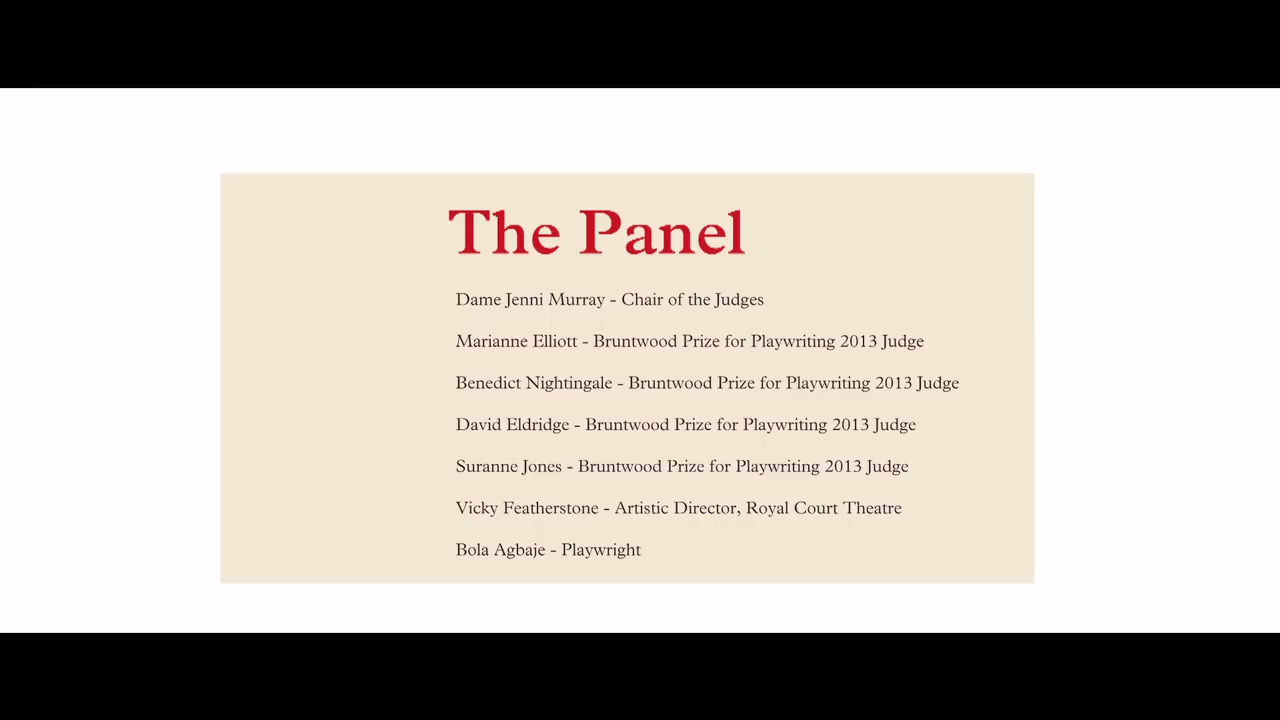 The Panel
Dame Jenni Murray - Chair of the Judges
Marianne Elliott - Bruntwood Prize for Playwriting 2013 Judge
Benedict Nightingale - Bruntwood Prize for Playwriting 2013 Judge
David Eldridge - Bruntwood Prize for Playwriting 2013 Judge
Suranne Jones - Bruntwood Prize for Playwriting 2013 Judge
Vicky Featherstone - Artistic Director, Royal Court Theatre
Bola Agbaje - Playwright